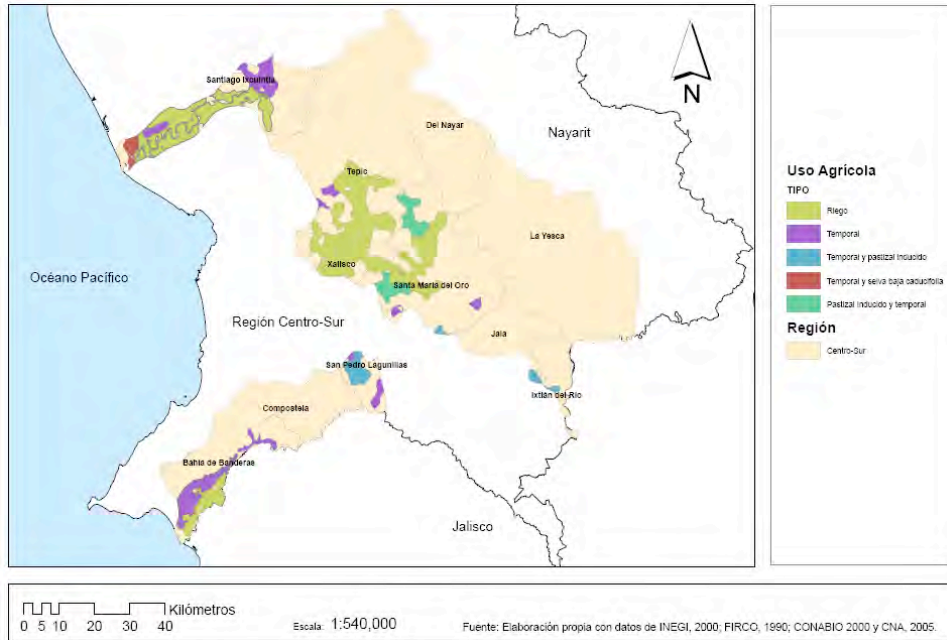 Santiago Ixcuintla
N
Del Nayar
Nayarit
Tepic
La Yesca
Océano Pacífico
Xalisco
Santa María del Oro
Región Centro-Sur
Jala
San Pedro Lagunillas
Ixtlán del Río
Compostela
Bahía de Banderas
Jalisco
Uso Agrícola
TIPO
Riego
Temporal
Temporal y pastizal inducido
Temporal y selva baja caducifolia
Pastizal inducido y temporal
Región
Centro-Sur
Kilómetros
0 5 10 20 30 40
Escala: 1:540,000
Fuente: Elaboración propia con datos de INEGI, 2000; FIRCO, 1990; CONABIO 2000 y CNA, 2005.